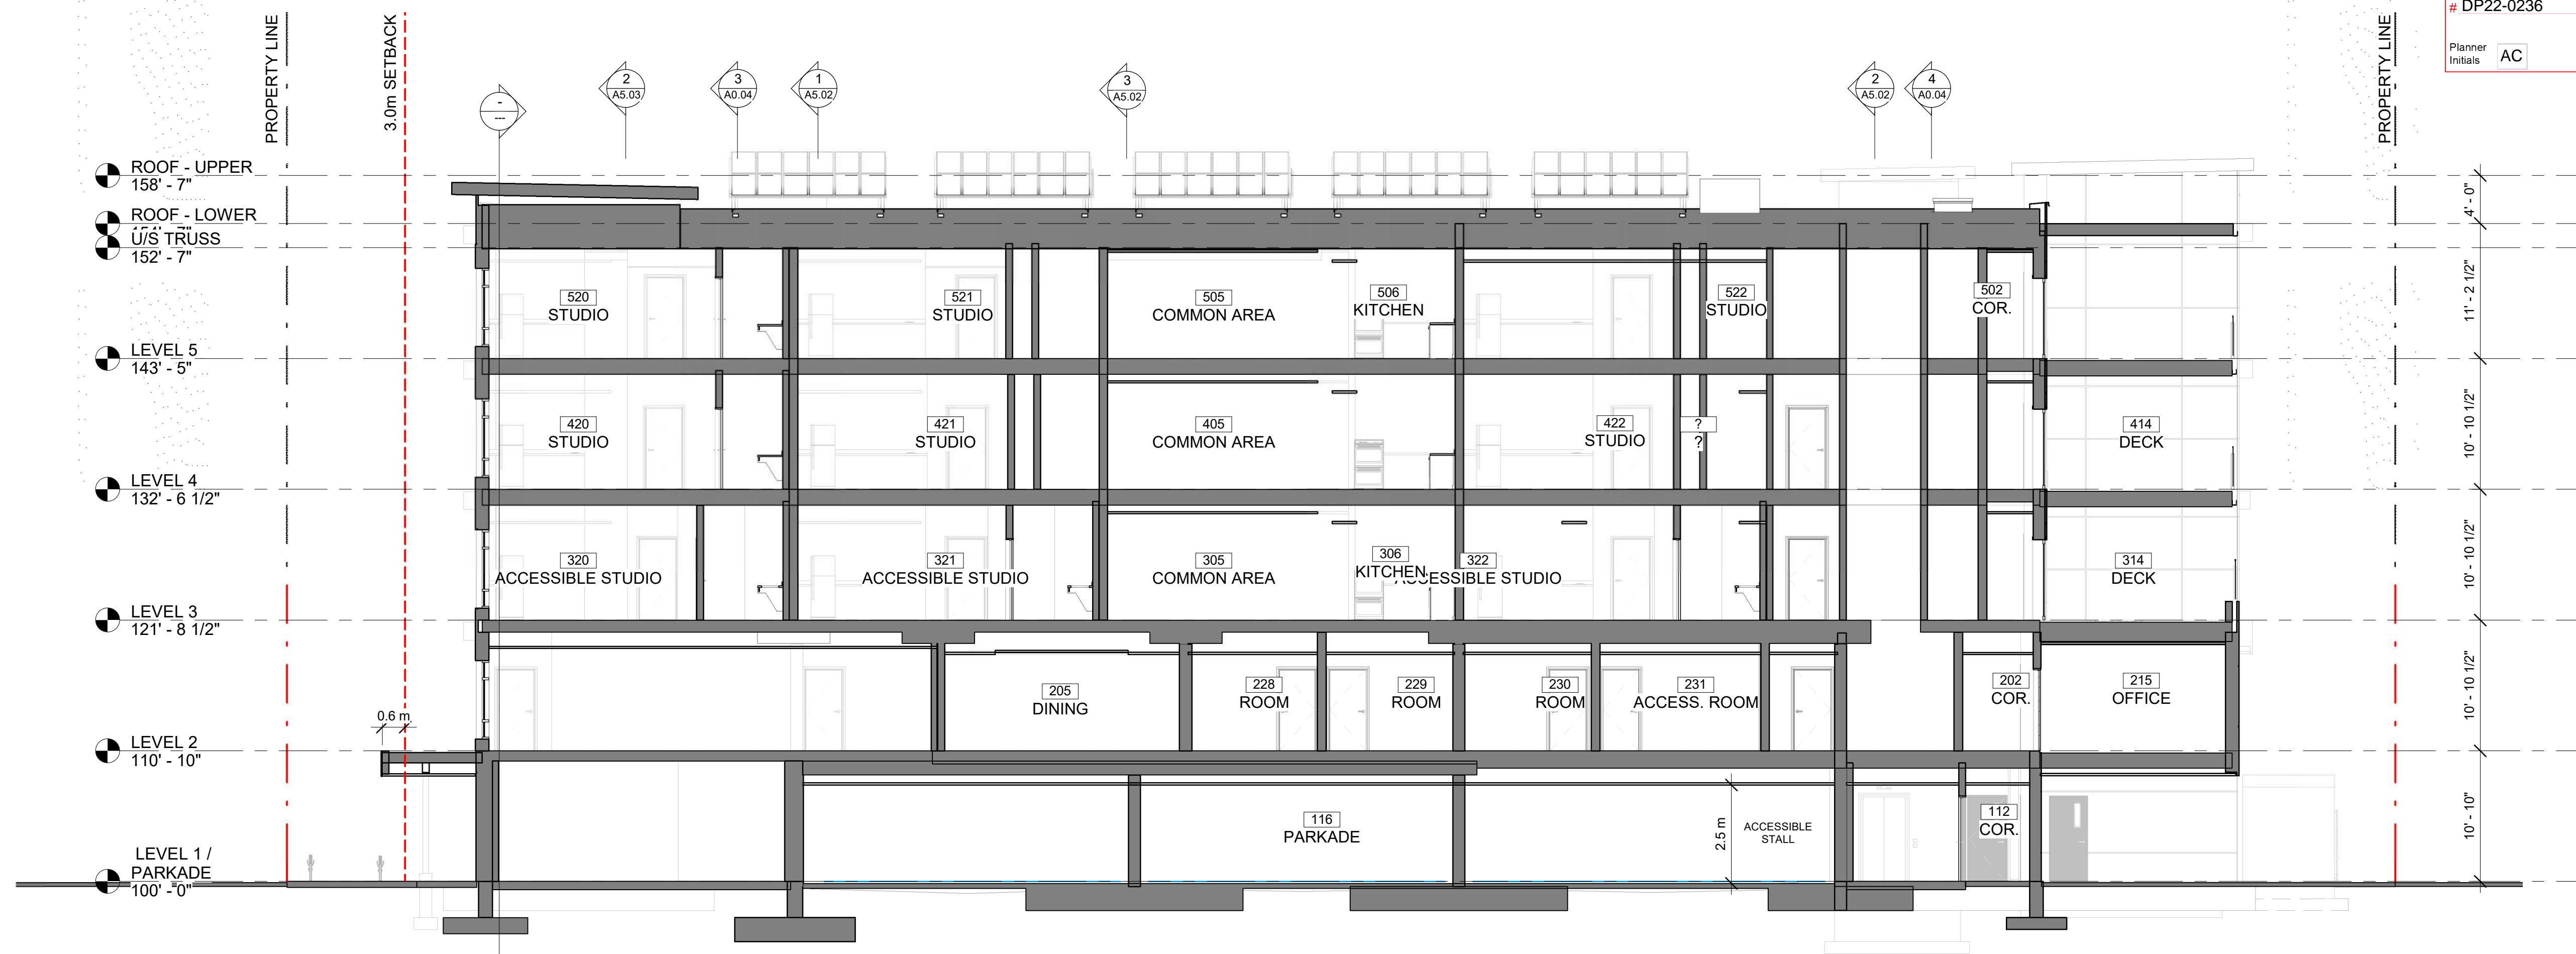 # DP22-0236
Planner
Initials
AC
PROPERTY LINE
3.0m SETBACK
PROPERTY LINE
-
---
2
A5.03
3
A0.04
1
A5.02
3
A5.02
2
A5.02
4
A0.04
ROOF - UPPER
158' - 7"
ROOF - LOWER
U/S TRUSS
152' - 7"
LEVEL 5
143' - 5"
LEVEL 4
132' - 6 1/2"
LEVEL 3
121' - 8 1/2"
LEVEL 2
110' - 10"
LEVEL 1 /
PARKADE
100' - 0"
4' - 0"
11' - 2 1/2"
10' - 10 1/2"
10' - 10 1/2"
10' - 10 1/2"
10' - 10"
520
STUDIO
521
STUDIO
505
COMMON AREA
506
KITCHEN
522
STUDIO
502
COR.
420
STUDIO
421
STUDIO
405
COMMON AREA
422
STUDIO
?
?
414
DECK
320
ACCESSIBLE STUDIO
321
ACCESSIBLE STUDIO
305
COMMON AREA
306
KITCHEN
322
STUDIO
314
DECK
205
DINING
228
ROOM
229
ROOM
230
ROOM
231
ACCESS. ROOM
202
COR.
215
OFFICE
0.6 m
116
PARKADE
2.5 m
ACCESSIBLE
STALL
112
COR.